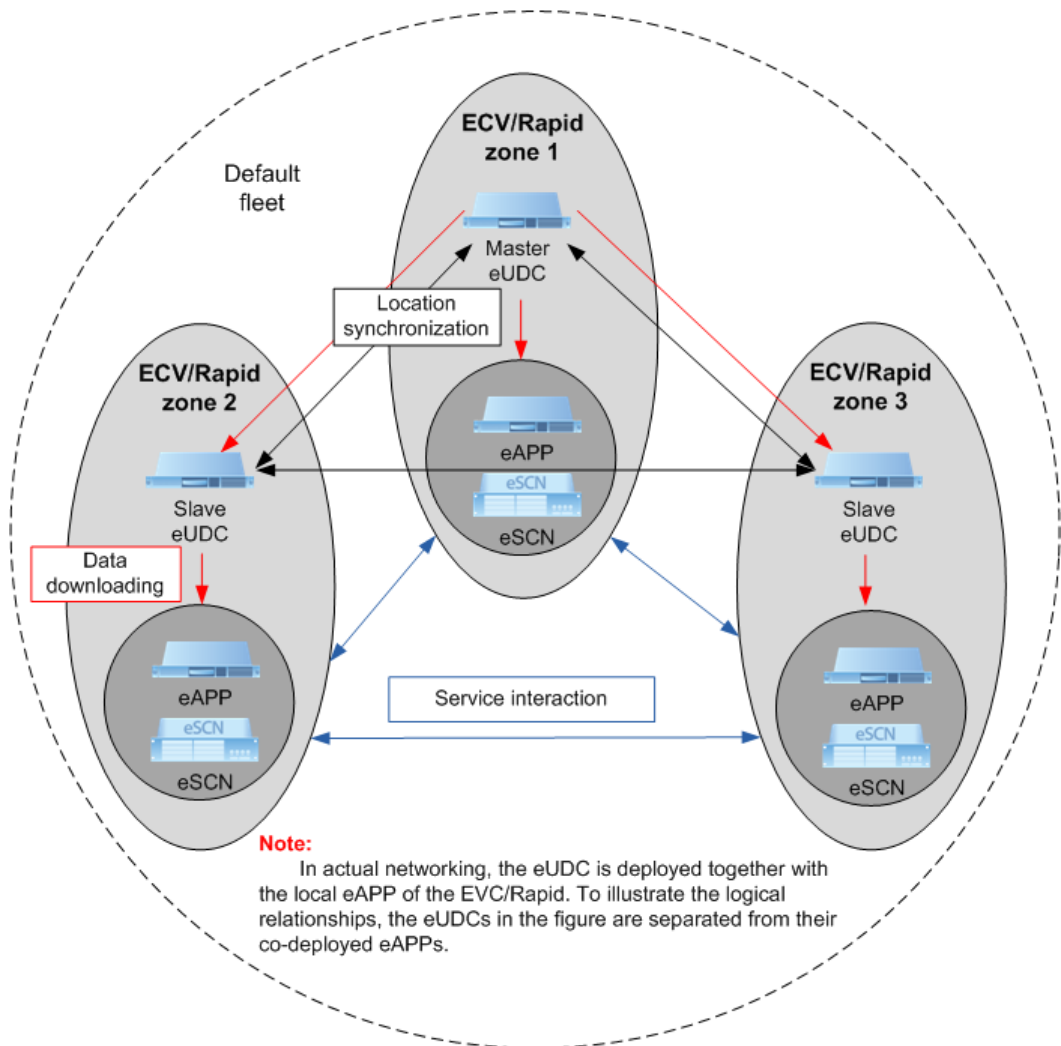 ECV/Rapid
zone 1
Default
fleet
Master
eUDC
Location
synchronization
ECV/Rapid
zone 2
ECV/Rapid
zone 3
eAPP
eSCN
eSCN
Slave
eUDC
Slave
eUDC
Data
downloading
eAPP
eSCN
eSCN
Service interaction
eAPP
eSCN
eSCN
Note:
In actual networking, the eUDC is deployed together with
the local eAPP of the EVC/Rapid. To illustrate the logical
relationships, the eUDCs in the figure are separated from their
co-deployed eAPPs.